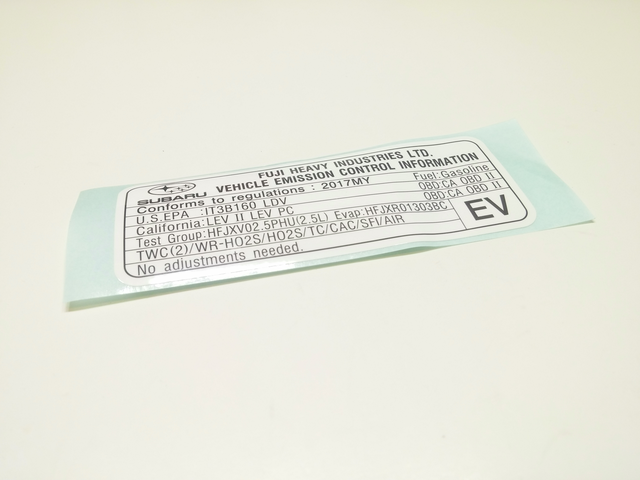 FUJI HEAVY INDUSTRIES LTD.
SUBARU VEHICLE EMISSION CONTROL INFORMATION
Conforms to regulations : 2017MY Fuel:Gasoline
U.S.EPA :IT3B160 LDV OBD:CA OBD II
California:LEV II LEV PC OBD:CA OBD II
Test Group:HFJXV02.5PHU(2.5L) Evap:HFJXR01303BC
TWC(2)/WR-HO2S/HO2S/TC/CAC/SFI/AIR
No adjustments needed.
EV